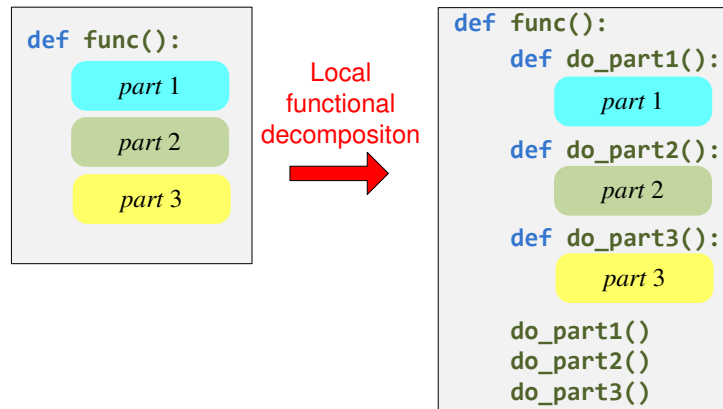 def func():
part 1
part 2
part 3
Local
functional
decompositon
def func():
def do_part1():
part 1
def do_part2():
part 2
def do_part3():
part 3
do_part1()
do_part2()
do_part3()